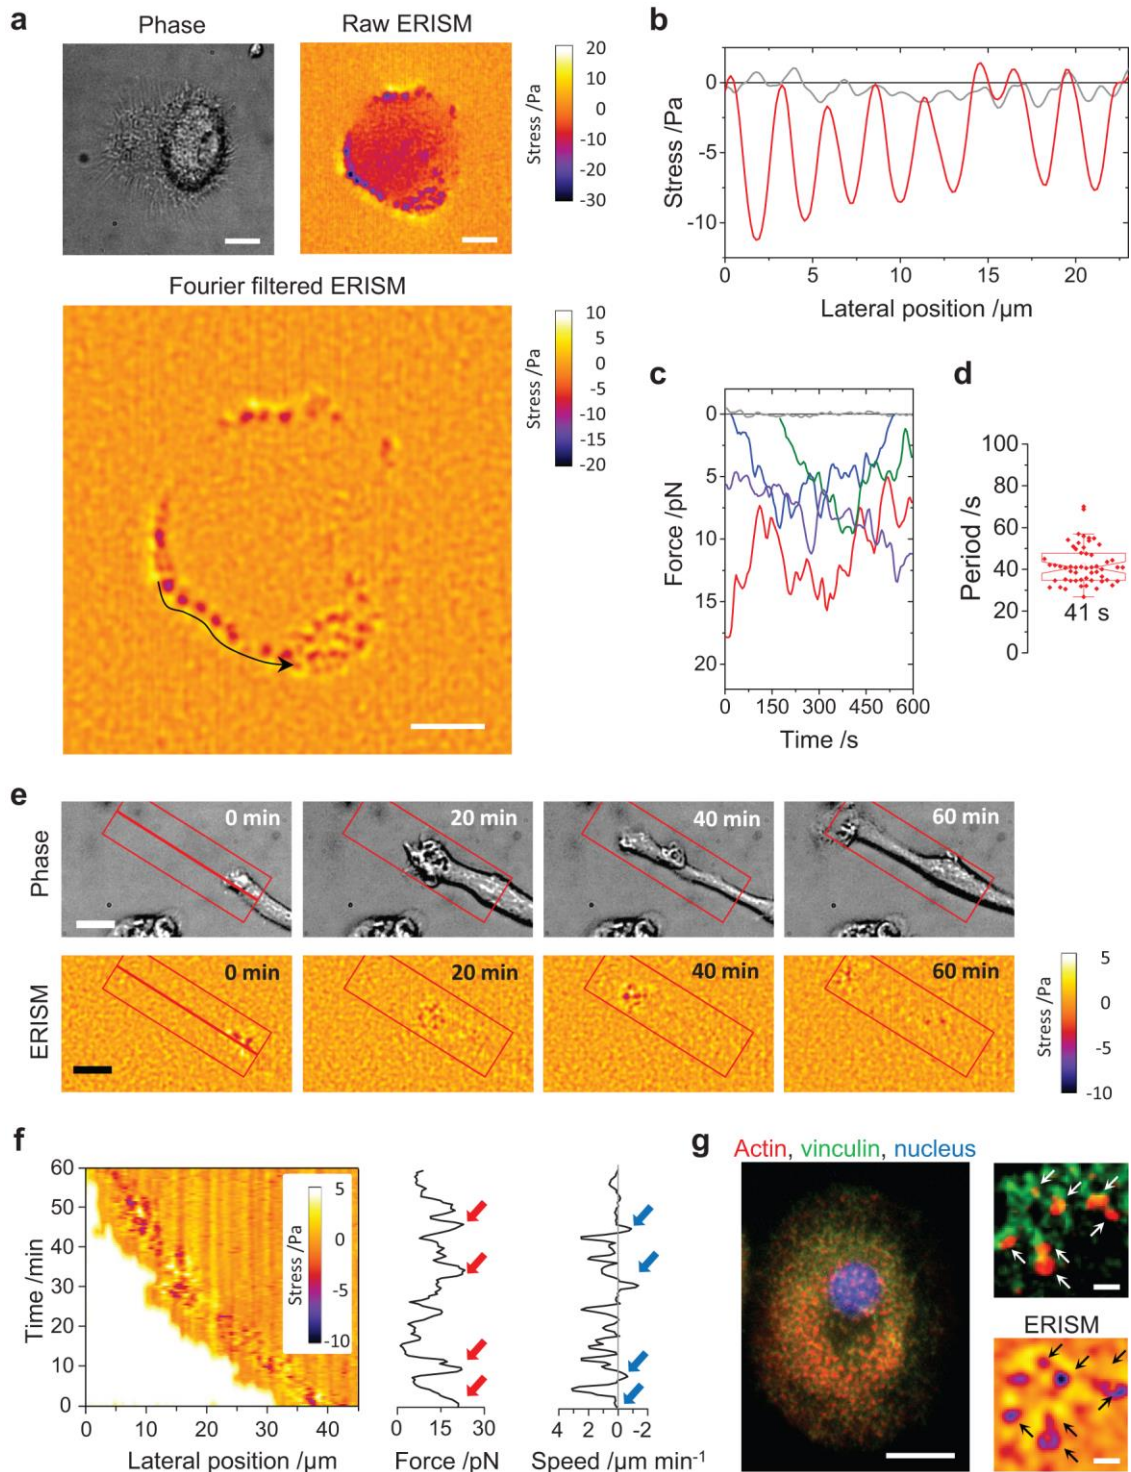 a
Phase
Raw ERISM
Stress /Pa
20
10
0
-10
-20
-30
Fourier filtered ERISM
Stress /Pa
10
5
0
-5
-10
-15
-20
b
Stress /Pa
0
-5
-10
0 5 10 15 20
Lateral position /µm
c
Force /pN
0
5
10
15
20
0 150 300 450 600
Time /s
d
Period /s
100
80
60
40
20
0
41 s
e
Phase
0 min
20 min
40 min
60 min
ERISM
0 min
20 min
40 min
60 min
Stress /Pa
5
0
-5
-10
f
Time /min
60
50
40
30
20
10
0
Stress /Pa
5
0
-5
-10
0 10 20 30 40
Lateral position /µm
0 15 30
Force /pN
4 2 0 -2
Speed /µm min⁻¹
g
Actin, vinculin, nucleus
ERISM